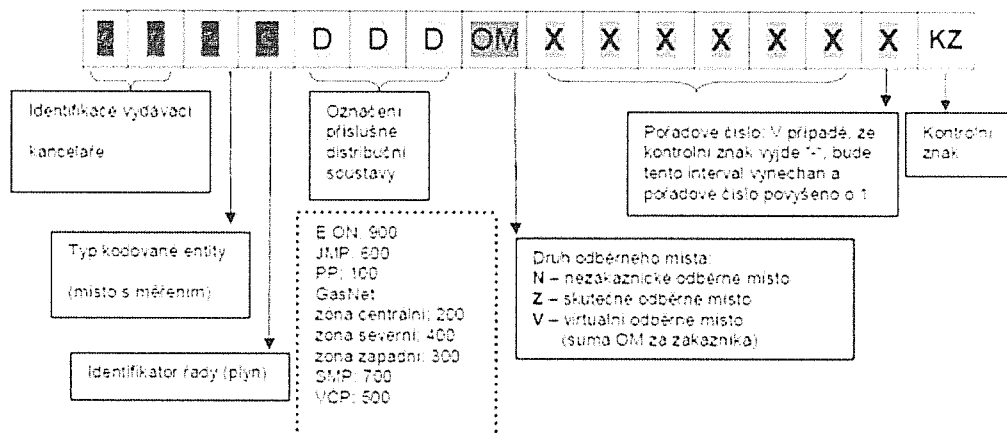 D D D OM X X X X X X X KZ
Identifikace vydávací
kanceláře
Označení
příslušné
distribuční
soustavy
Pořadové číslo: V případě, že
kontrolní znak vyjde "-", bude
tento interval vynechán a
pořadové číslo povýšeno o 1
Kontrolní
znak
Typ kódované entity
(místo s měřením)
E.ON: 900
JMP: 600
PP: 100
GasNet
zóna centrální: 200
zóna severní: 400
zóna západní: 300
SMP: 700
VČP: 500
Druh odběrného místa:
N – nezákaznické odběrné místo
Z – skutečné odběrné místo
V – virtuální odběrné místo
(suma OM za zákazníka)
Identifikátor řady (plyn)